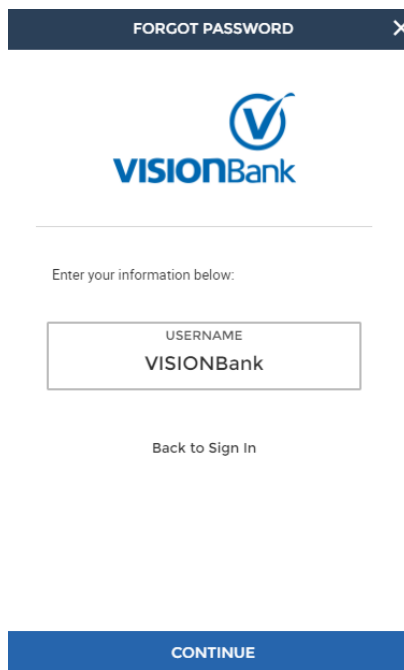 FORGOT PASSWORD
VISIONBank
Enter your information below:
USERNAME
VISIONBank
Back to Sign In
CONTINUE